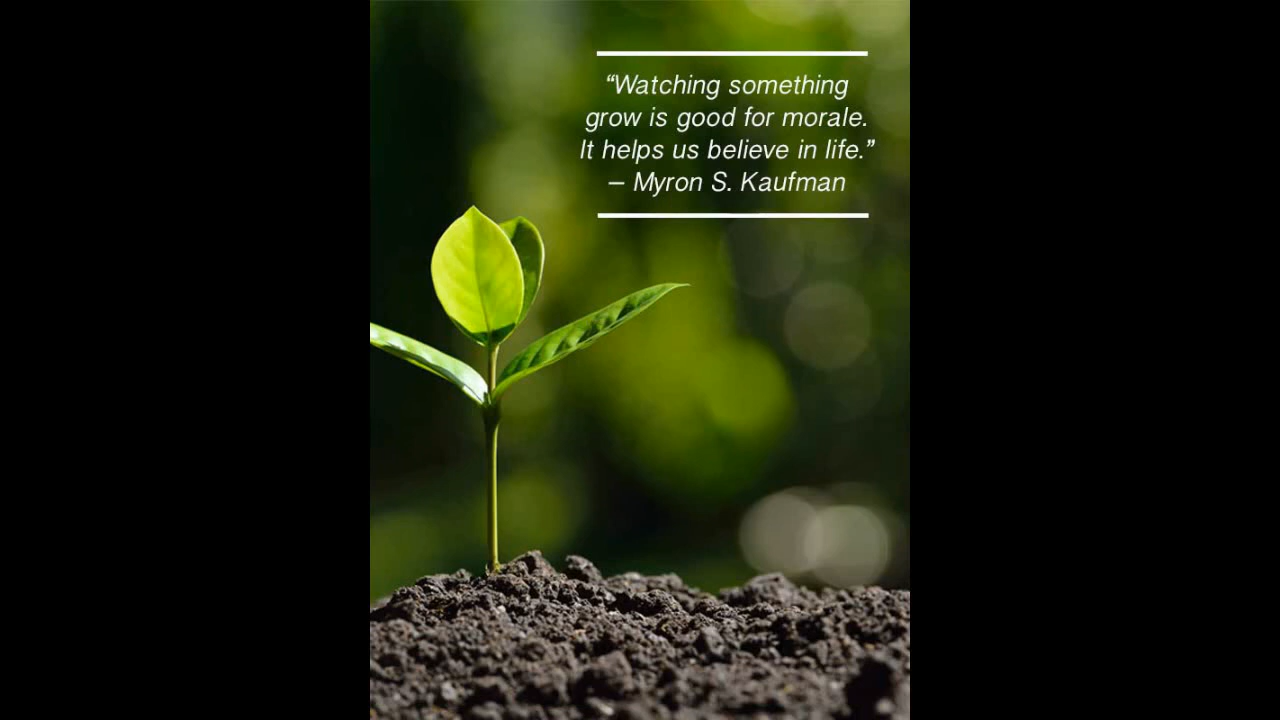 “Watching something
grow is good for morale.
It helps us believe in life.”
– Myron S. Kaufman